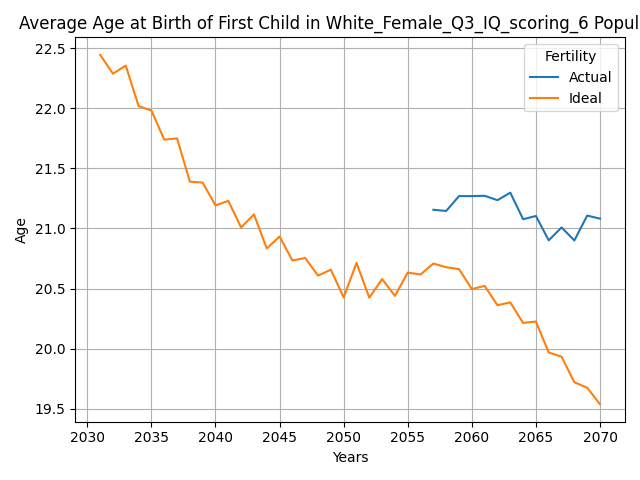 Average Age at Birth of First Child in White_Female_Q3_IQ_scoring_6 Popul
Fertility
Actual
Ideal
22.5
22.0
21.5
21.0
20.5
20.0
19.5
Age
2030 2035 2040 2045 2050 2055 2060 2065 2070
Years